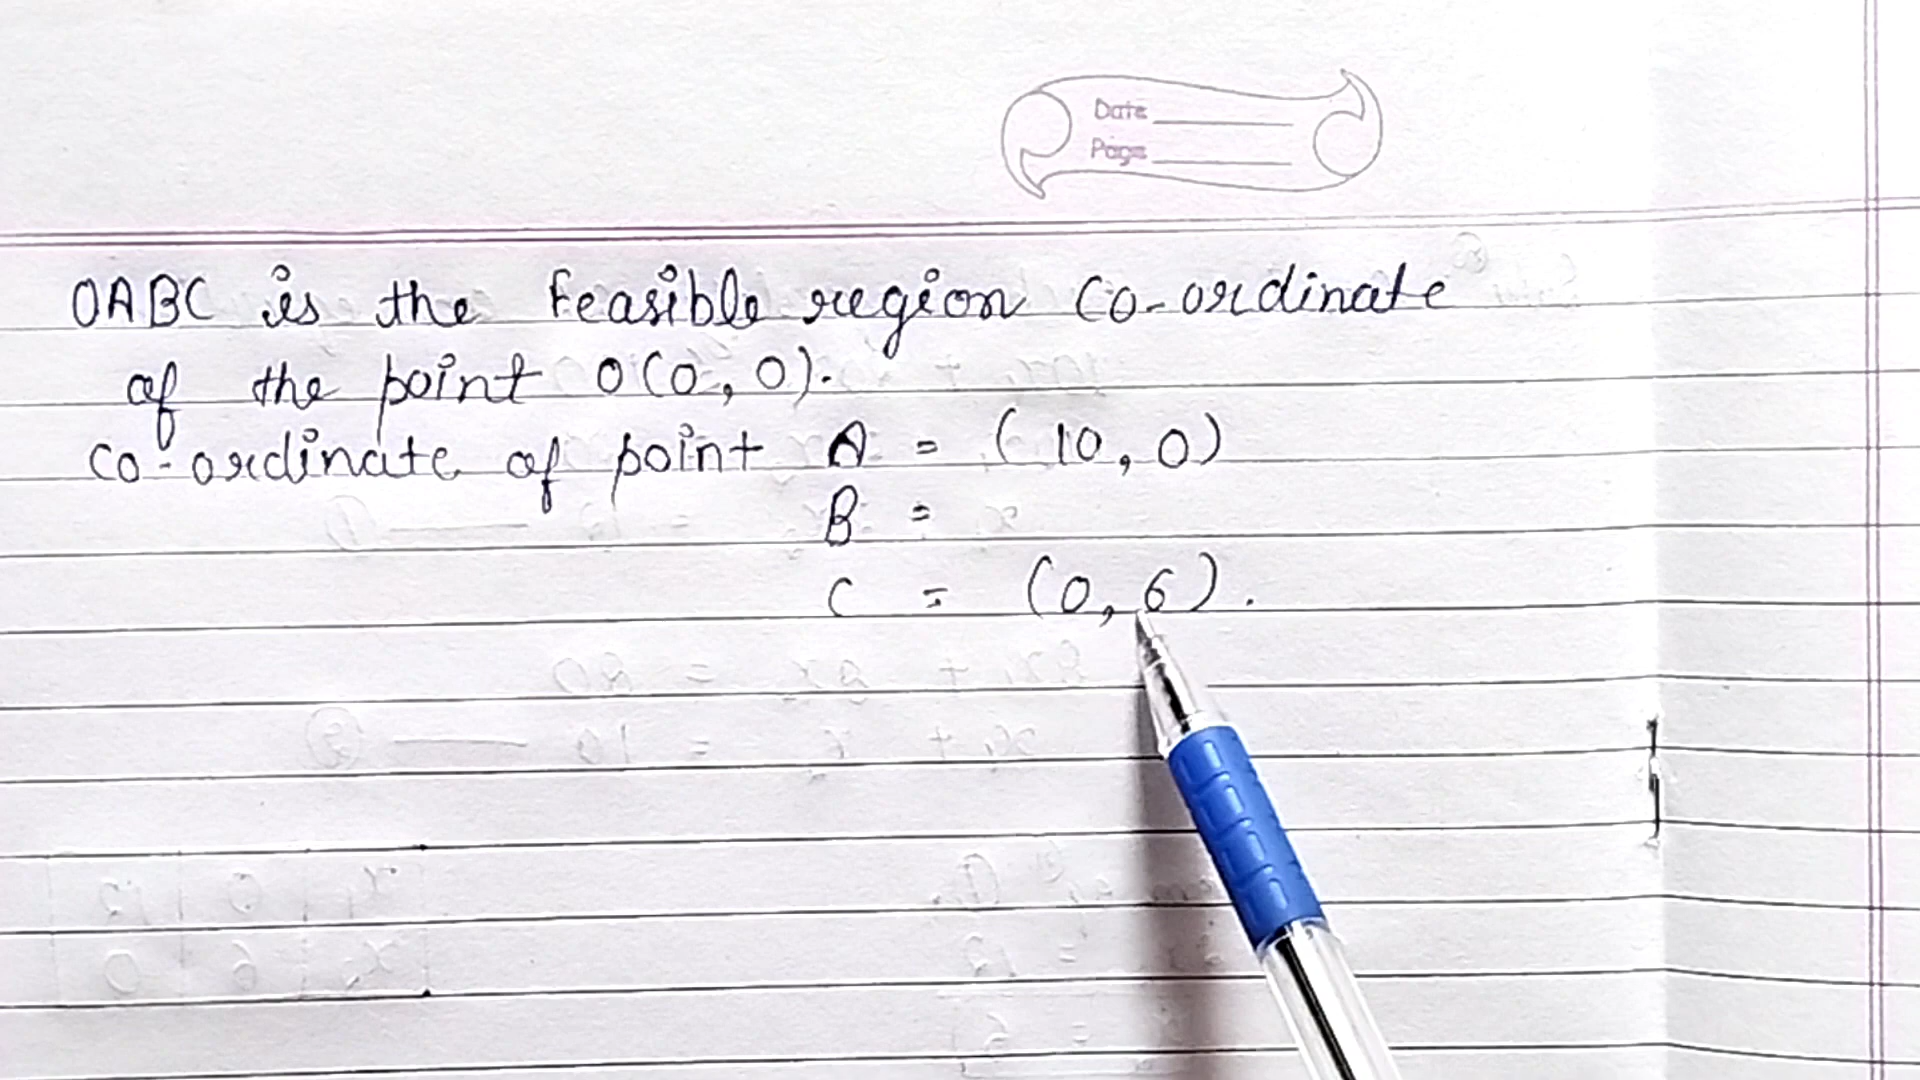 Date
Page
OABC is the Feasible region Co-ordinate
of the point O(0,0).
Co-ordinate of point A = (10,0)
B =
C = (0,6).